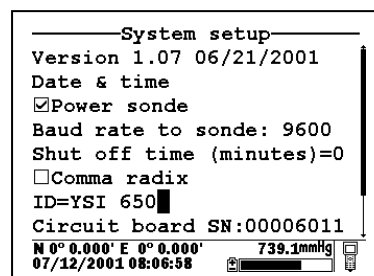 System setup
Version 1.07 06/21/2001
Date & time
☑Power sonde
Baud rate to sonde: 9600
Shut off time (minutes)=0
☐Comma radix
ID=YSI 650
Circuit board SN:00006011
N 0° 0.000' E 0° 0.000' 739.1mmHg
07/12/2001 08:06:58